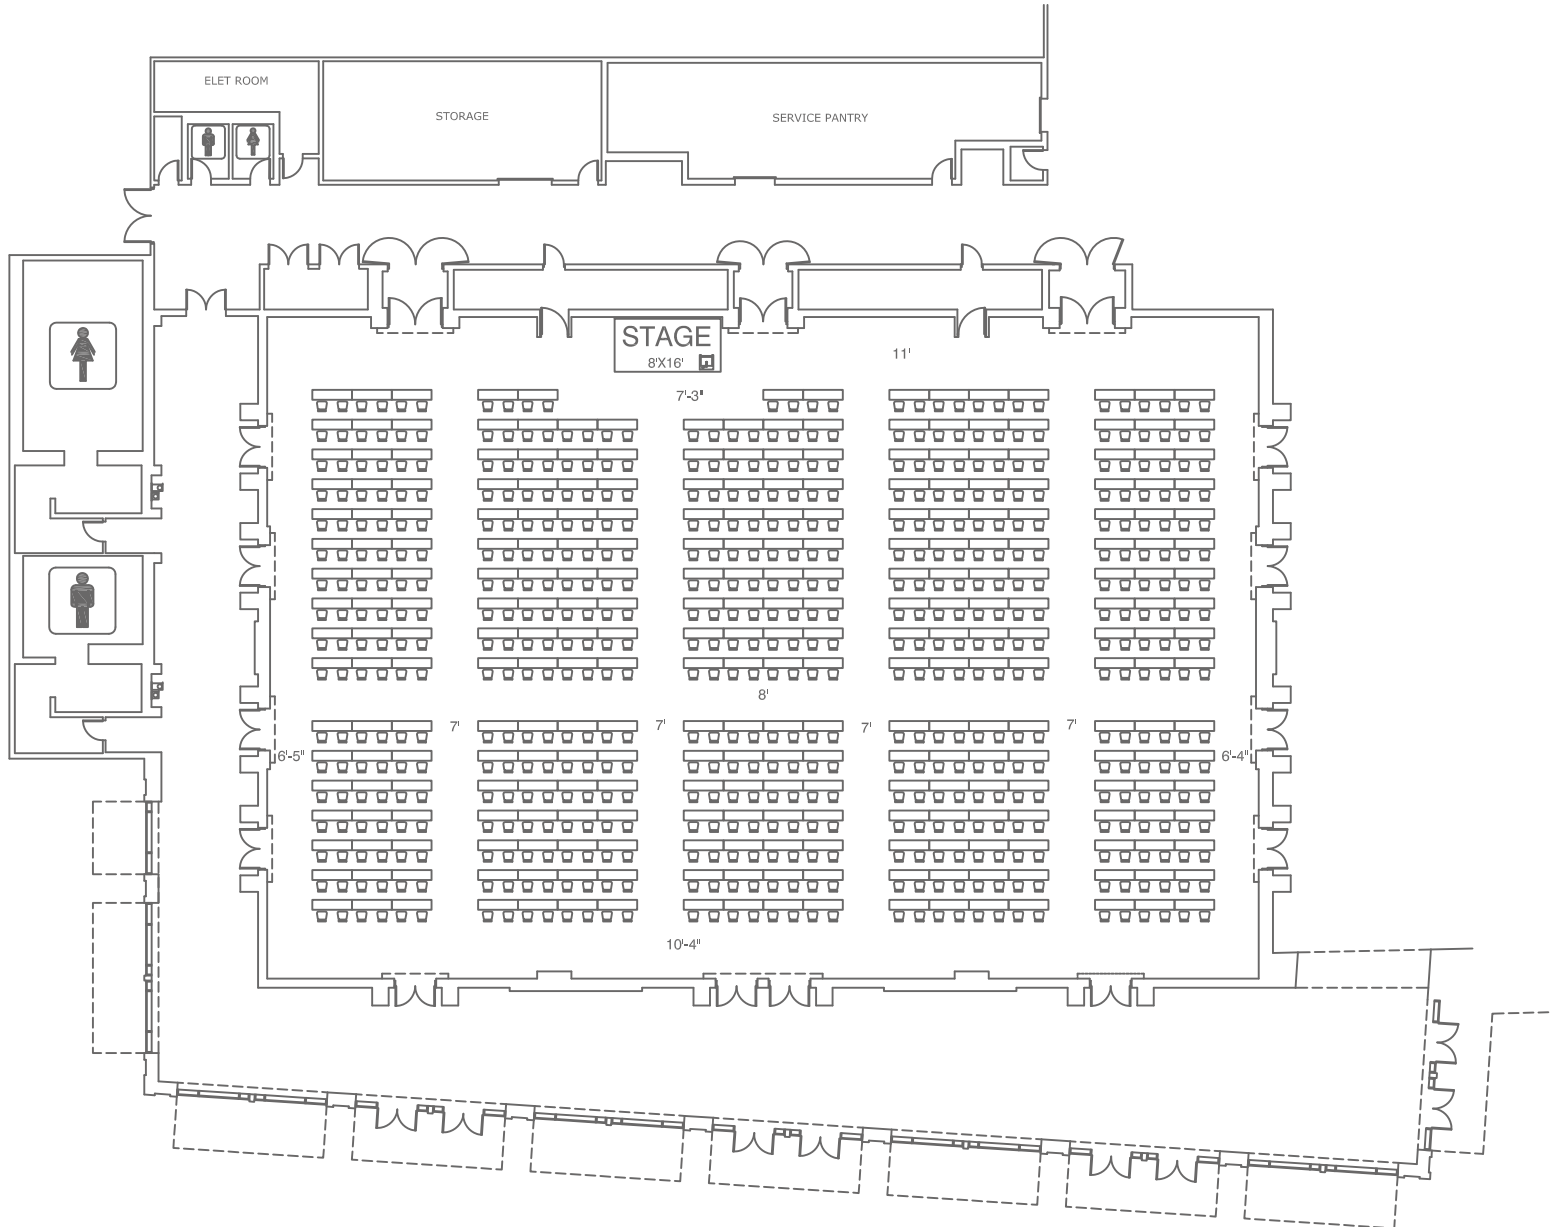 ELET ROOM
STORAGE
SERVICE PANTRY
STAGE
8'X16'
11'
7'-3"
8'
7'
7'
7'
7'
6'-5"
6'-4"
10'-4"